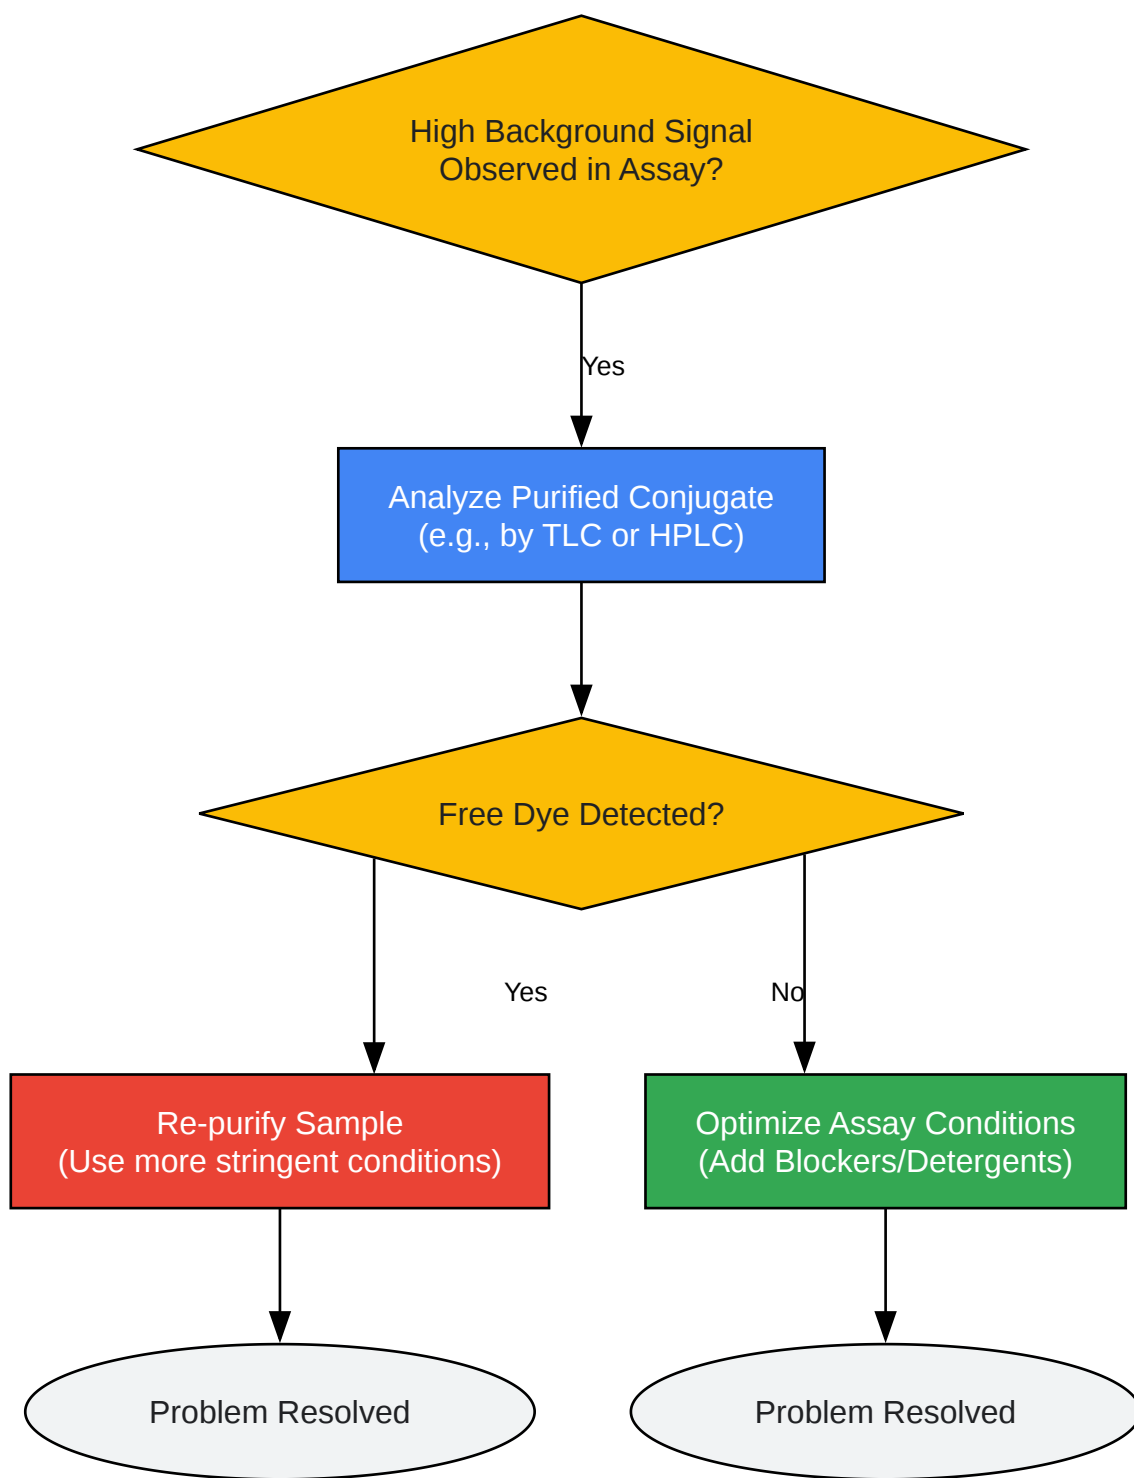 High Background Signal
Observed in Assay?
Yes
Analyze Purified Conjugate
(e.g., by TLC or HPLC)
Free Dye Detected?
Yes
No
Re-purify Sample
(Use more stringent conditions)
Optimize Assay Conditions
(Add Blockers/Detergents)
Problem Resolved
Problem Resolved